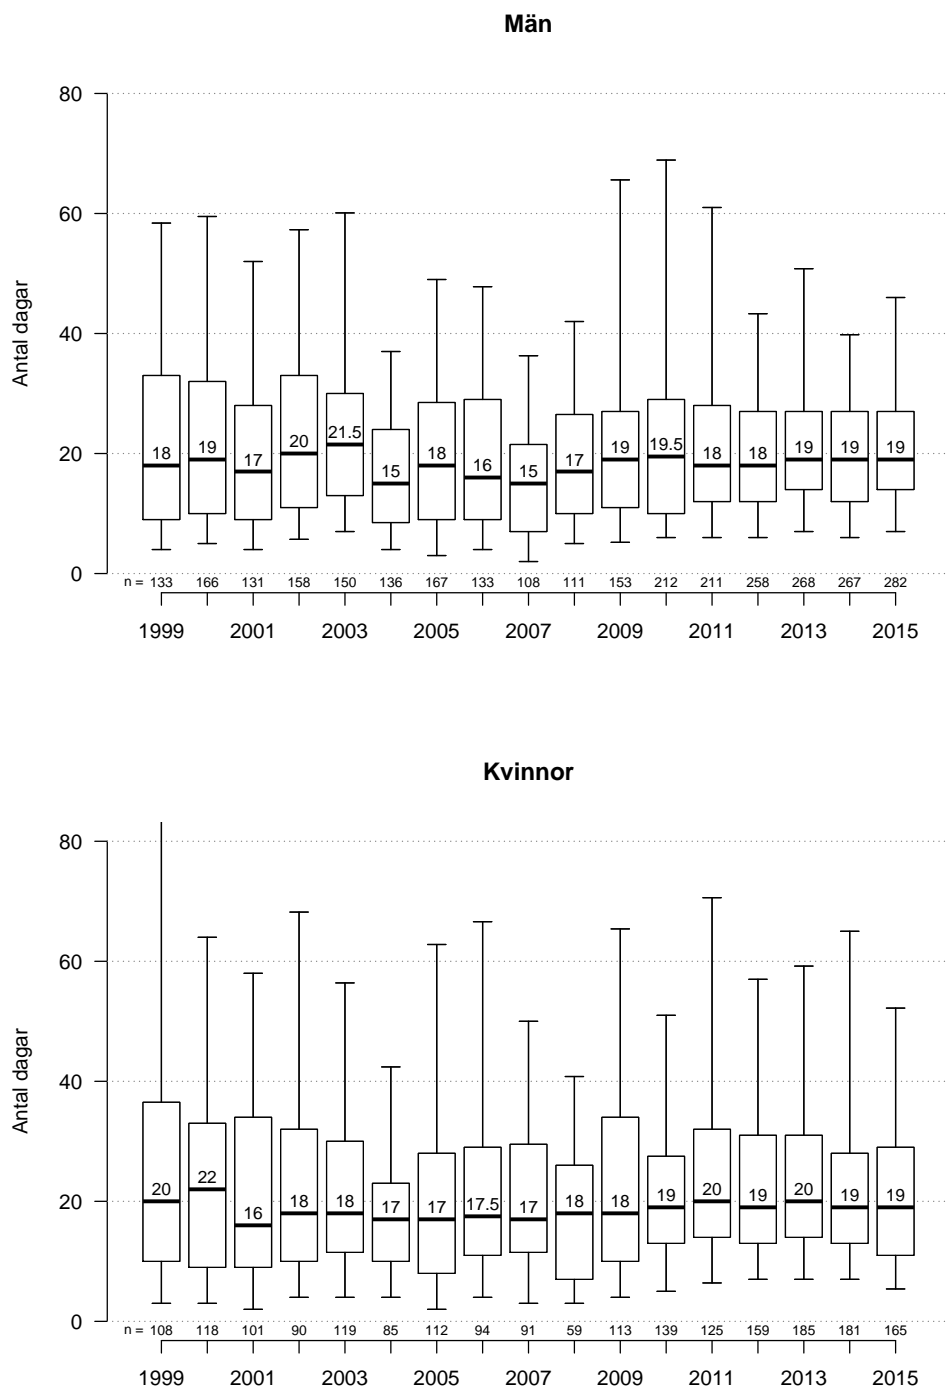 Män
80
60
40
20
0
Antal dagar
18 19 17 20 21.5 15 18 16 15 17 19 19.5 18 18 19 19 19
n = 133 166 131 158 150 136 167 133 108 111 153 212 211 258 268 267 282
1999 2001 2003 2005 2007 2009 2011 2013 2015
Kvinnor
80
60
40
20
0
Antal dagar
20 22 16 18 18 17 17 17.5 17 18 18 19 20 19 20 19 19
n = 108 118 101 90 119 85 112 94 91 59 113 139 125 159 185 181 165
1999 2001 2003 2005 2007 2009 2011 2013 2015